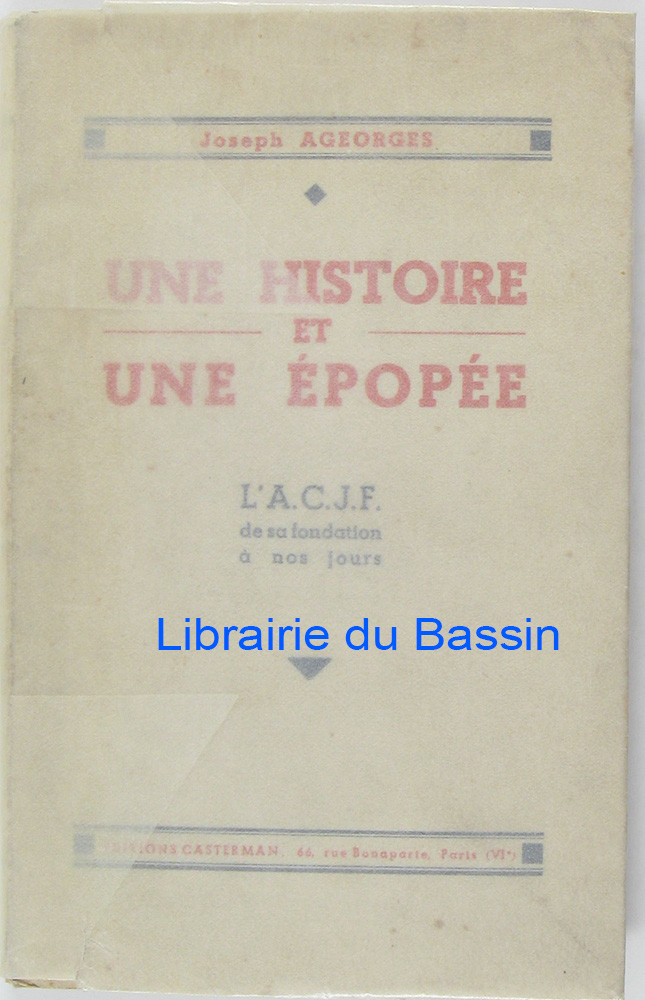 Joseph AGEORGES
UNE HISTOIRE
ET
UNE ÉPOPÉE
L'A.C.J.F.
de sa fondation
à nos jours
Librairie du Bassin
ÉDITIONS CASTERMAN, 66, rue Bonaparte, Paris (VIe)